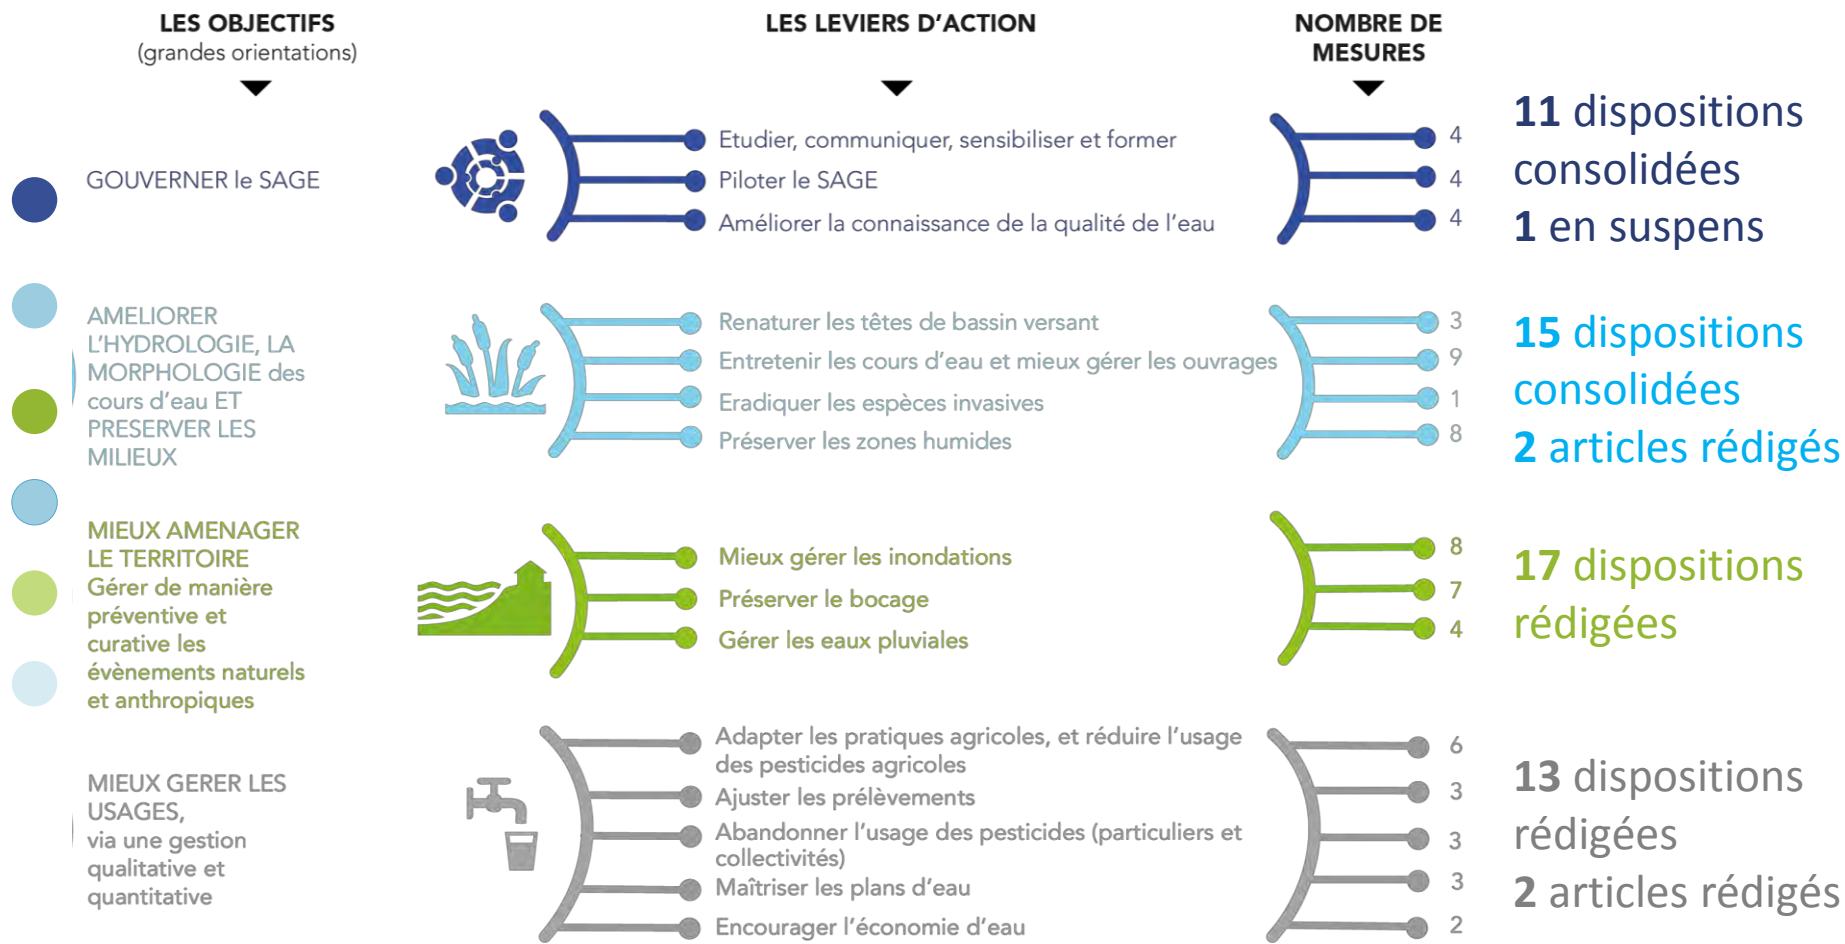 LES OBJECTIFS
(grandes orientations)
LES LEVIERS D'ACTION
NOMBRE DE
MESURES
GOUVERNER le SAGE
Etudier, communiquer, sensibiliser et former
Piloter le SAGE
Améliorer la connaissance de la qualité de l'eau
4
4
4
11 dispositions
consolidées
1 en suspens
AMELIORER
L'HYDROLOGIE, LA
MORPHOLOGIE des
cours d'eau ET
PRESERVER LES
MILIEUX
Renaturer les têtes de bassin versant
Entretenir les cours d'eau et mieux gérer les ouvrages
Eradiquer les espèces invasives
Préserver les zones humides
3
9
1
8
15 dispositions
consolidées
2 articles rédigés
MIEUX AMENAGER
LE TERRITOIRE
Gérer de manière
préventive et
curative les
évènements naturels
et anthropiques
Mieux gérer les inondations
Préserver le bocage
Gérer les eaux pluviales
8
7
4
17 dispositions
rédigées
MIEUX GERER LES
USAGES,
via une gestion
qualitative et
quantitative
Adapter les pratiques agricoles, et réduire l'usage
des pesticides agricoles
Ajuster les prélèvements
Abandonner l'usage des pesticides (particuliers et
collectivités)
Maîtriser les plans d'eau
Encourager l'économie d'eau
6
3
3
3
2
13 dispositions
rédigées
2 articles rédigés